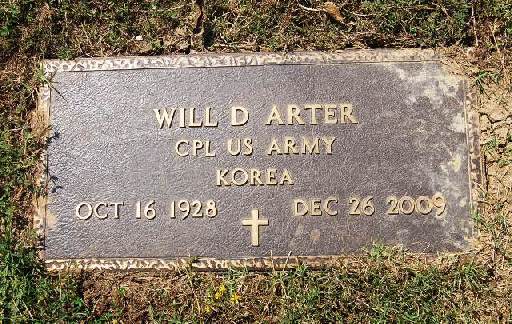 WILL D ARTER
CPL US ARMY
KOREA
OCT 16 1928 DEC 26 2009